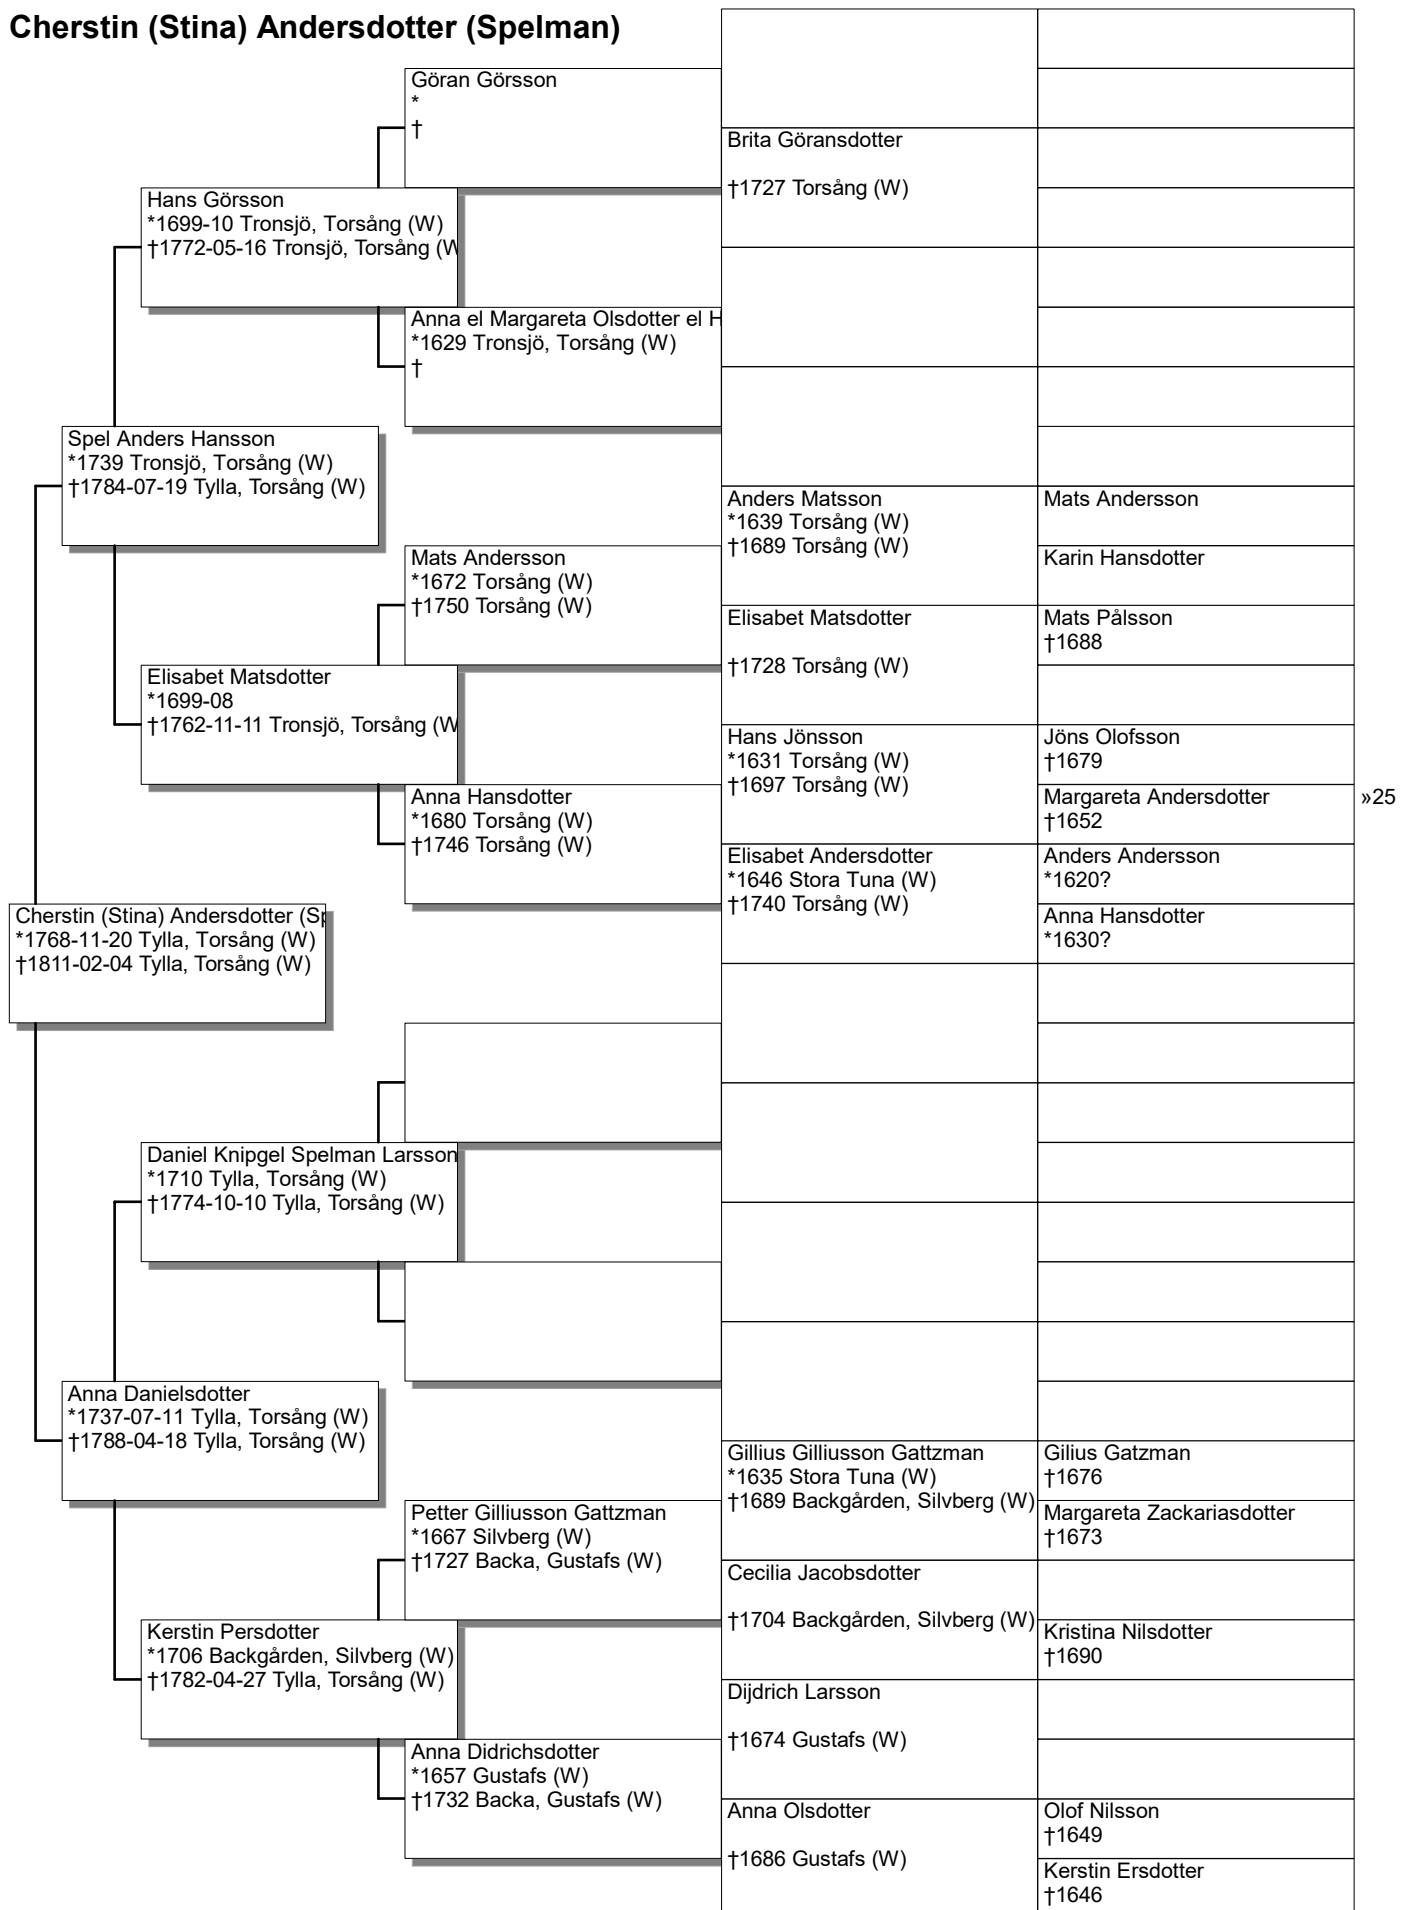 Cherstin (Stina) Andersdotter (Spelman)
Göran Görsson
*
†
Brita Göransdotter
†1727 Torsång (W)
Hans Görsson
*1699-10 Tronsjö, Torsång (W)
†1772-05-16 Tronsjö, Torsång (W
Anna el Margareta Olsdotter el H
*1629 Tronsjö, Torsång (W)
†
Spel Anders Hansson
*1739 Tronsjö, Torsång (W)
†1784-07-19 Tylla, Torsång (W)
Anders Matsson
*1639 Torsång (W)
†1689 Torsång (W)
Mats Andersson
Karin Hansdotter
Mats Andersson
*1672 Torsång (W)
†1750 Torsång (W)
Elisabet Matsdotter
†1728 Torsång (W)
Mats Pålsson
†1688
Elisabet Matsdotter
*1699-08
†1762-11-11 Tronsjö, Torsång (W
Hans Jönsson
*1631 Torsång (W)
†1697 Torsång (W)
Jöns Olofsson
†1679
Margareta Andersdotter
†1652
»25
Anna Hansdotter
*1680 Torsång (W)
†1746 Torsång (W)
Elisabet Andersdotter
*1646 Stora Tuna (W)
†1740 Torsång (W)
Anders Andersson
*1620?
Anna Hansdotter
*1630?
Cherstin (Stina) Andersdotter (Sp
*1768-11-20 Tylla, Torsång (W)
†1811-02-04 Tylla, Torsång (W)
Daniel Knipgel Spelman Larsson
*1710 Tylla, Torsång (W)
†1774-10-10 Tylla, Torsång (W)
Anna Danielsdotter
*1737-07-11 Tylla, Torsång (W)
†1788-04-18 Tylla, Torsång (W)
Gillius Gilliusson Gattzman
*1635 Stora Tuna (W)
†1689 Backgården, Silvberg (W)
Gilius Gatzman
†1676
Margareta Zackariasdotter
†1673
Petter Gilliusson Gattzman
*1667 Silvberg (W)
†1727 Backa, Gustafs (W)
Cecilia Jacobsdotter
†1704 Backgården, Silvberg (W)
Kristina Nilsdotter
†1690
Kerstin Persdotter
*1706 Backgården, Silvberg (W)
†1782-04-27 Tylla, Torsång (W)
Dijdrich Larsson
†1674 Gustafs (W)
Anna Didrichsdotter
*1657 Gustafs (W)
†1732 Backa, Gustafs (W)
Anna Olsdotter
†1686 Gustafs (W)
Olof Nilsson
†1649
Kerstin Ersdotter
†1646